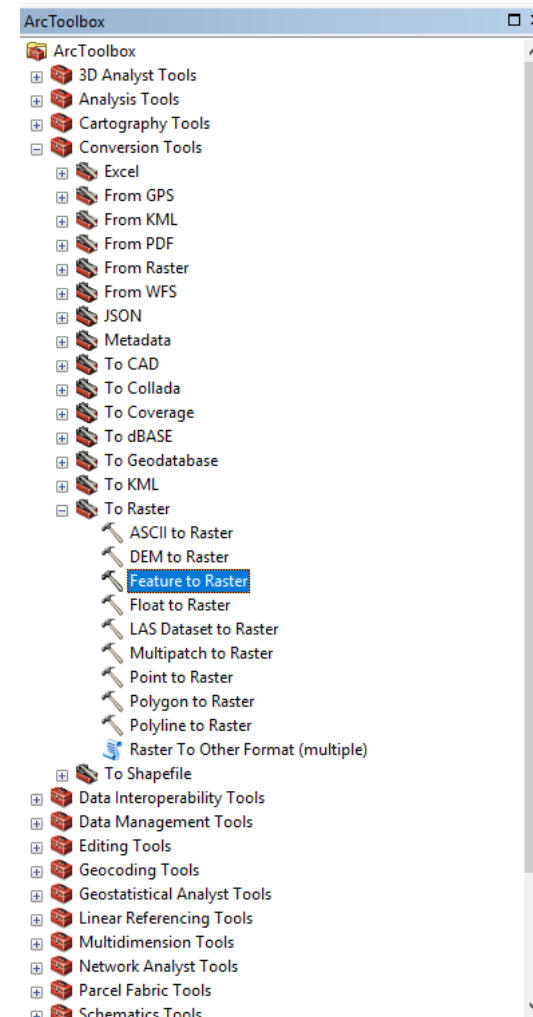 ArcToolbox
ArcToolbox
3D Analyst Tools
Analysis Tools
Cartography Tools
Conversion Tools
Excel
From GPS
From KML
From PDF
From Raster
From WFS
JSON
Metadata
To CAD
To Collada
To Coverage
To dBASE
To Geodatabase
To KML
To Raster
ASCII to Raster
DEM to Raster
Feature to Raster
Float to Raster
LAS Dataset to Raster
Multipatch to Raster
Point to Raster
Polygon to Raster
Polyline to Raster
Raster To Other Format (multiple)
To Shapefile
Data Interoperability Tools
Data Management Tools
Editing Tools
Geocoding Tools
Geostatistical Analyst Tools
Linear Referencing Tools
Multidimension Tools
Network Analyst Tools
Parcel Fabric Tools
Schematics Tools